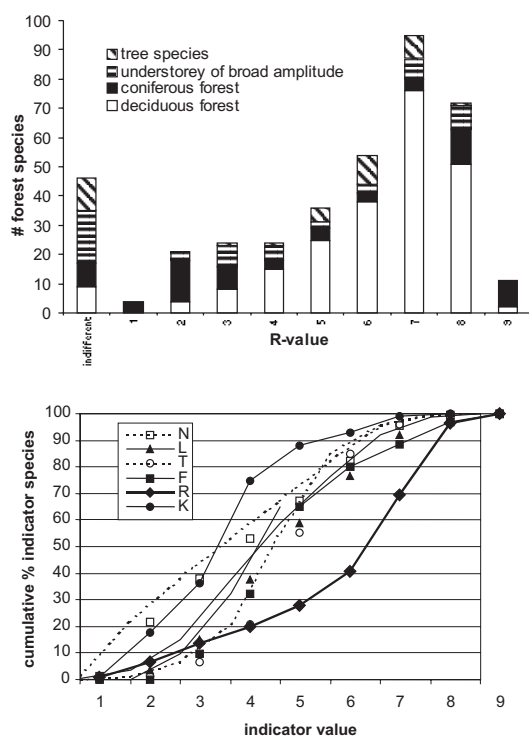 100
90
80
70
60
50
40
30
20
10
0
# forest species
tree species
understorey of broad amplitude
coniferous forest
deciduous forest
indifferent 1 2 3 4 5 6 7 8 9
R-value
100
90
80
70
60
50
40
30
20
10
0
cumulative % indicator species
N
L
T
F
R
K
1 2 3 4 5 6 7 8 9
indicator value